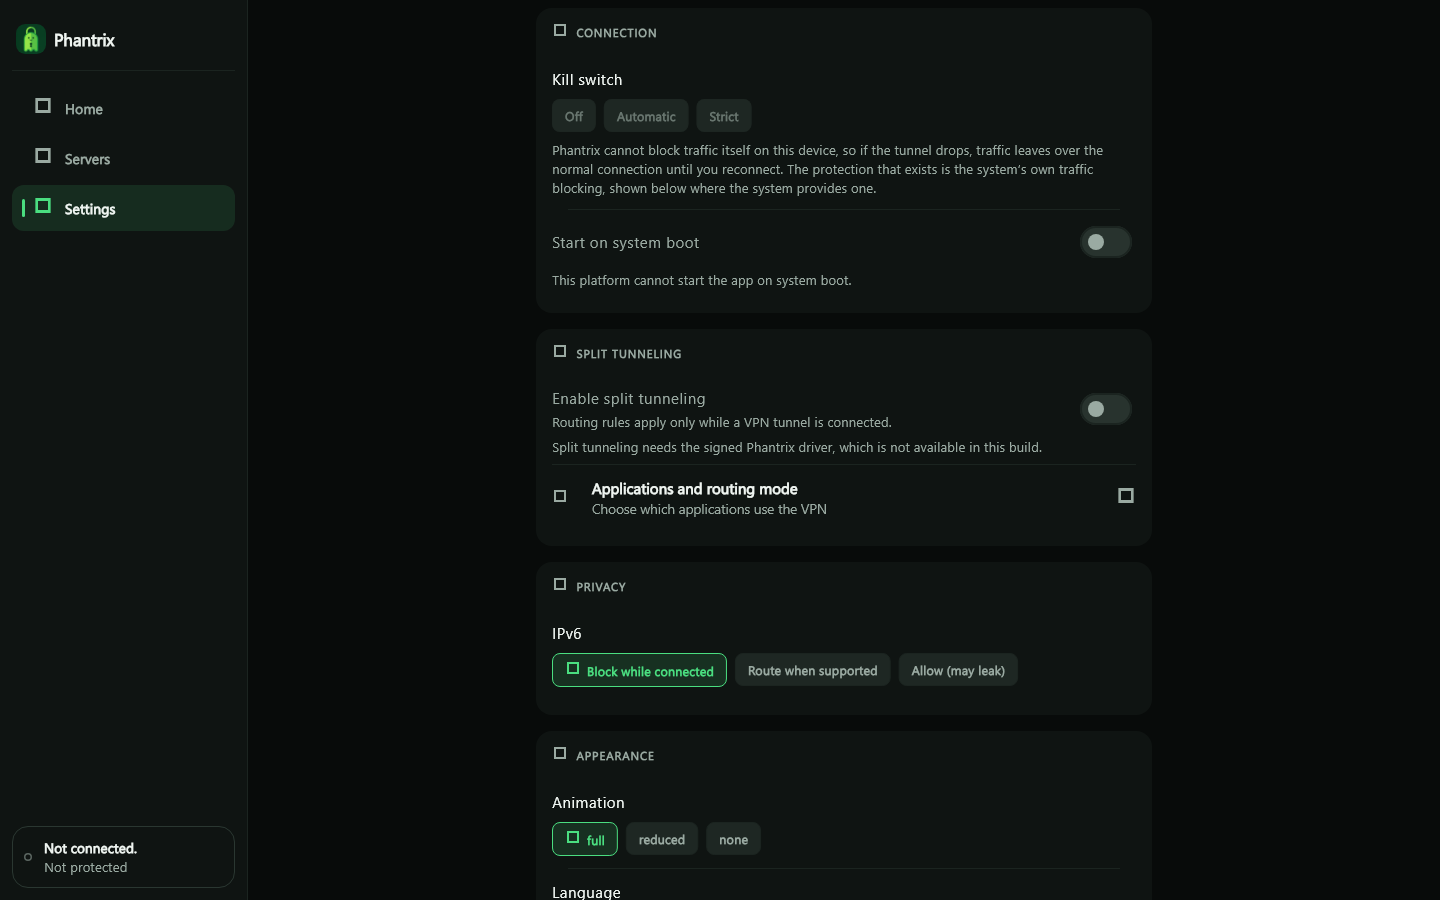 Phantrix
Home
Servers
Settings
Not connected.
Not protected
CONNECTION
Kill switch
Off
Automatic
Strict
Phantrix cannot block traffic itself on this device, so if the tunnel drops, traffic leaves over the
normal connection until you reconnect. The protection that exists is the system's own traffic
blocking, shown below where the system provides one.
Start on system boot
This platform cannot start the app on system boot.
SPLIT TUNNELING
Enable split tunneling
Routing rules apply only while a VPN tunnel is connected.
Split tunneling needs the signed Phantrix driver, which is not available in this build.
Applications and routing mode
Choose which applications use the VPN
PRIVACY
IPv6
Block while connected
Route when supported
Allow (may leak)
APPEARANCE
Animation
full
reduced
none
Language